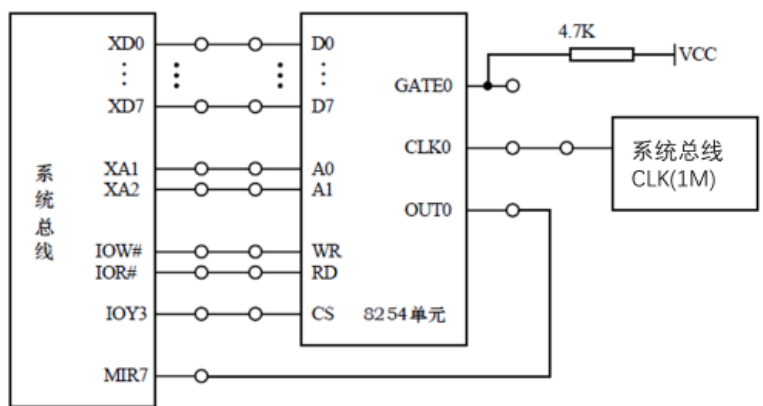 4.7K
VCC
XD0
D0
GATE0
XD7
D7
CLK0
系统总线
CLK(1M)
XA1
A0
XA2
A1
系统总线
OUT0
IOW#
WR
IOR#
RD
IOY3
CS
8254单元
MIR7